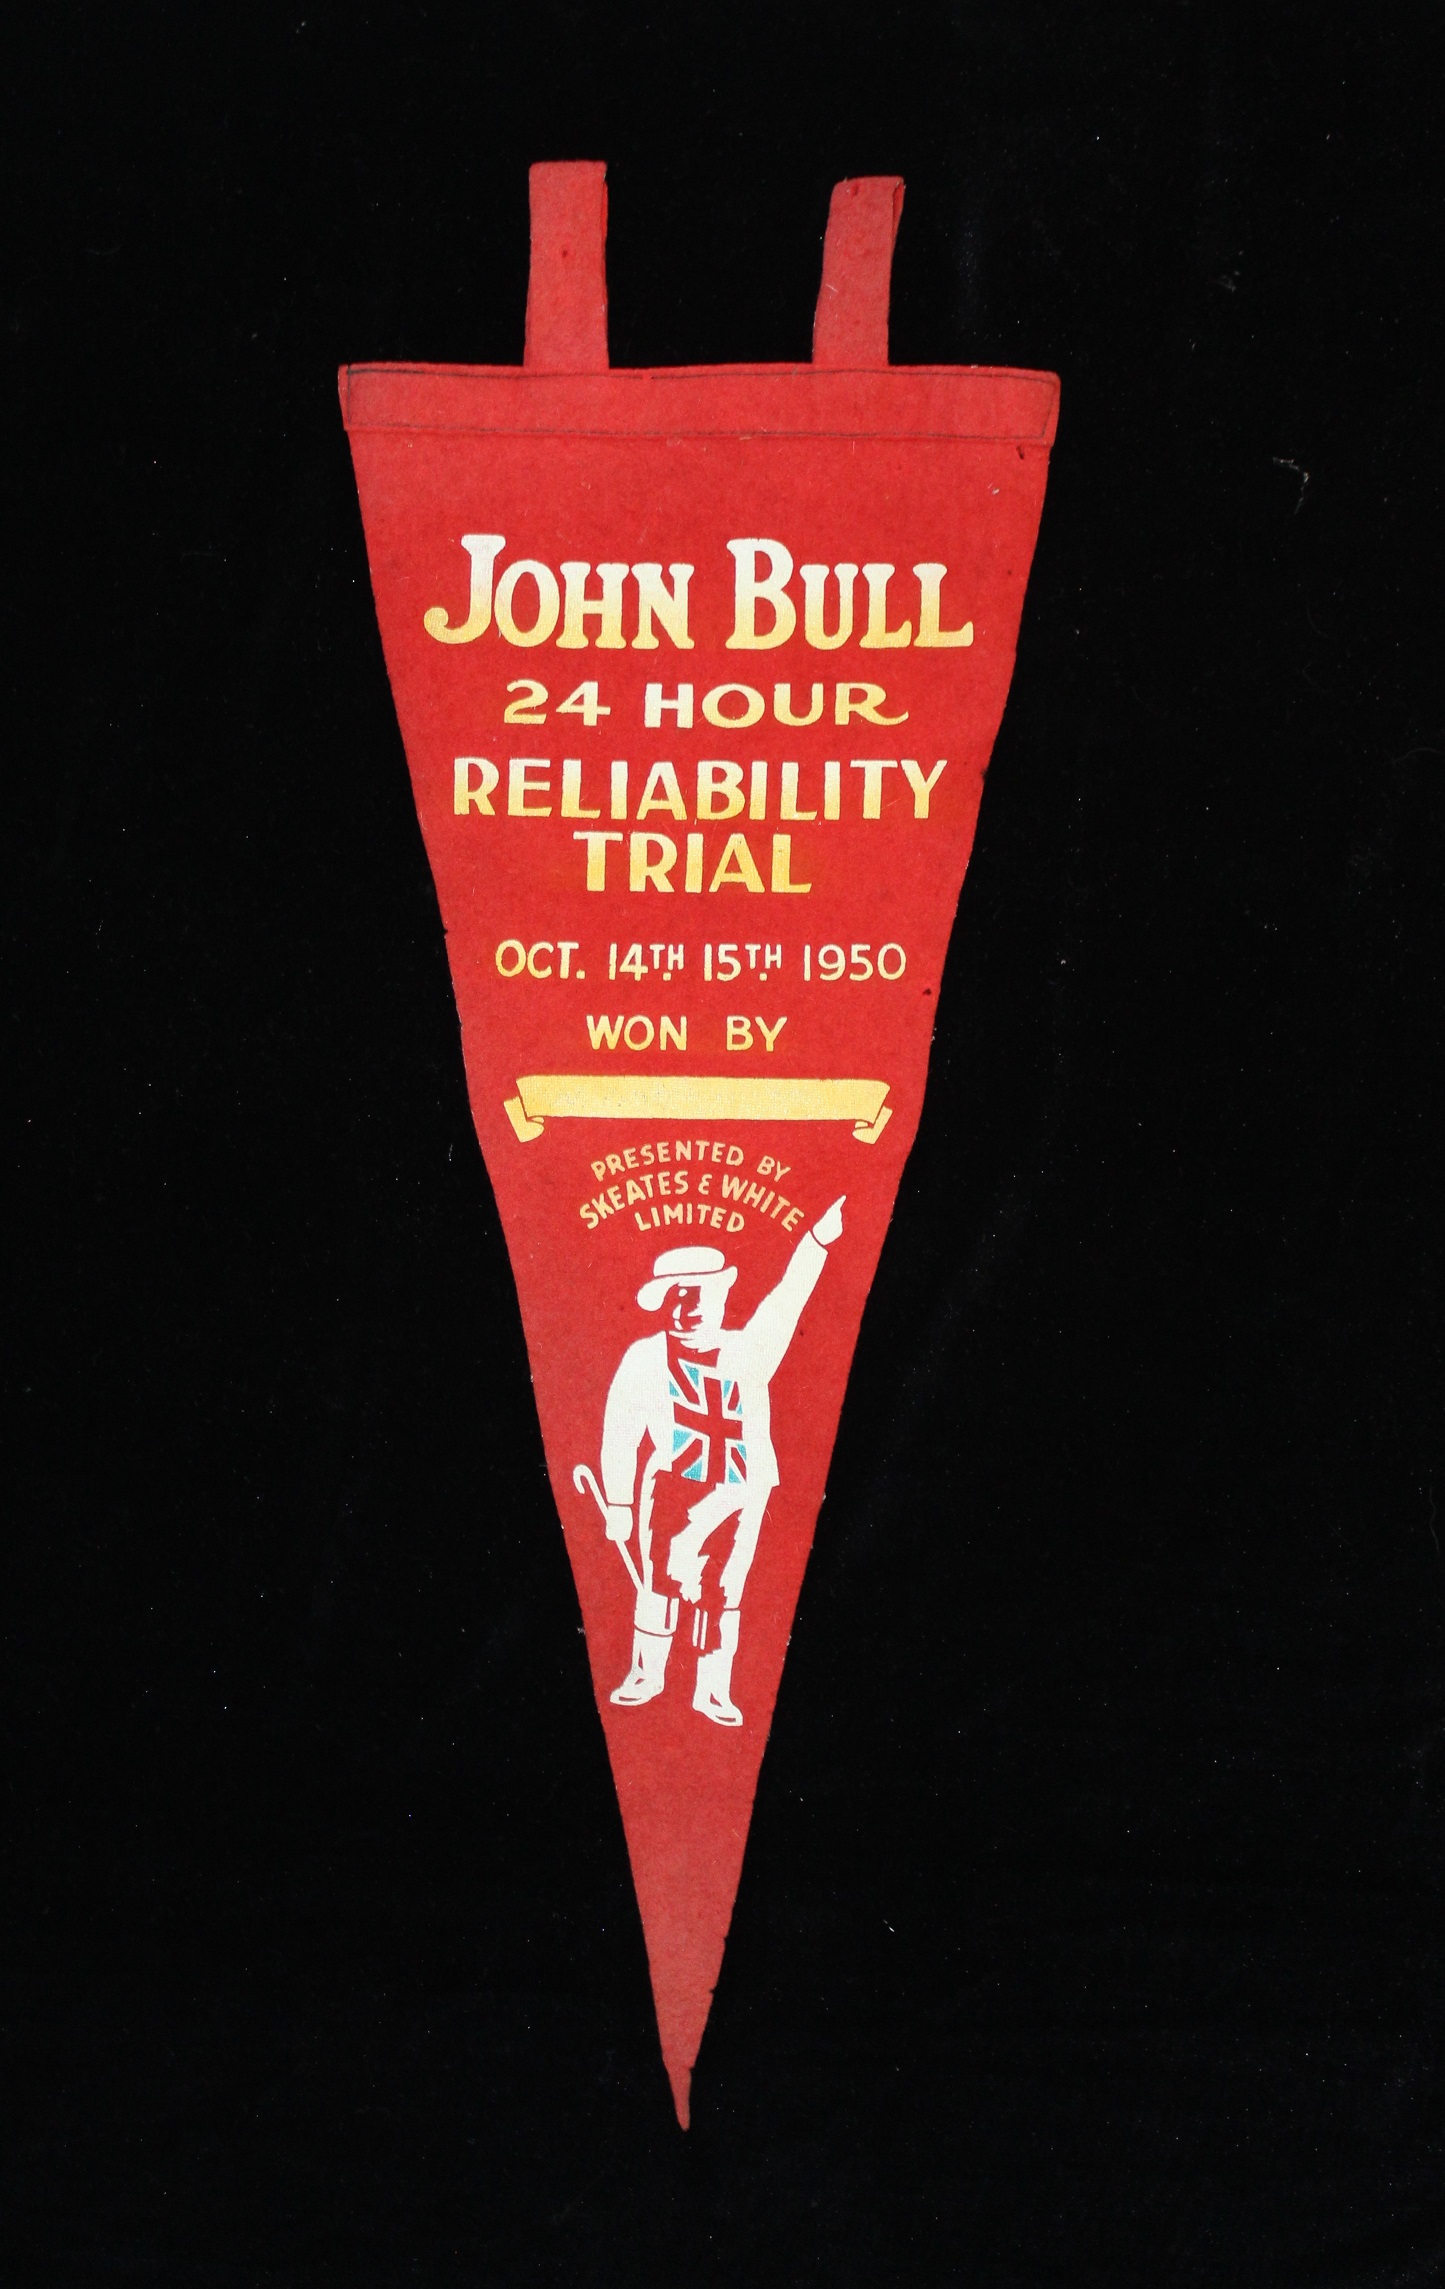 JOHN BULL
24 HOUR
RELIABILITY
TRIAL
OCT. 14TH. 15TH. 1950
WON BY
PRESENTED BY
SKEATES & WHITE
LIMITED